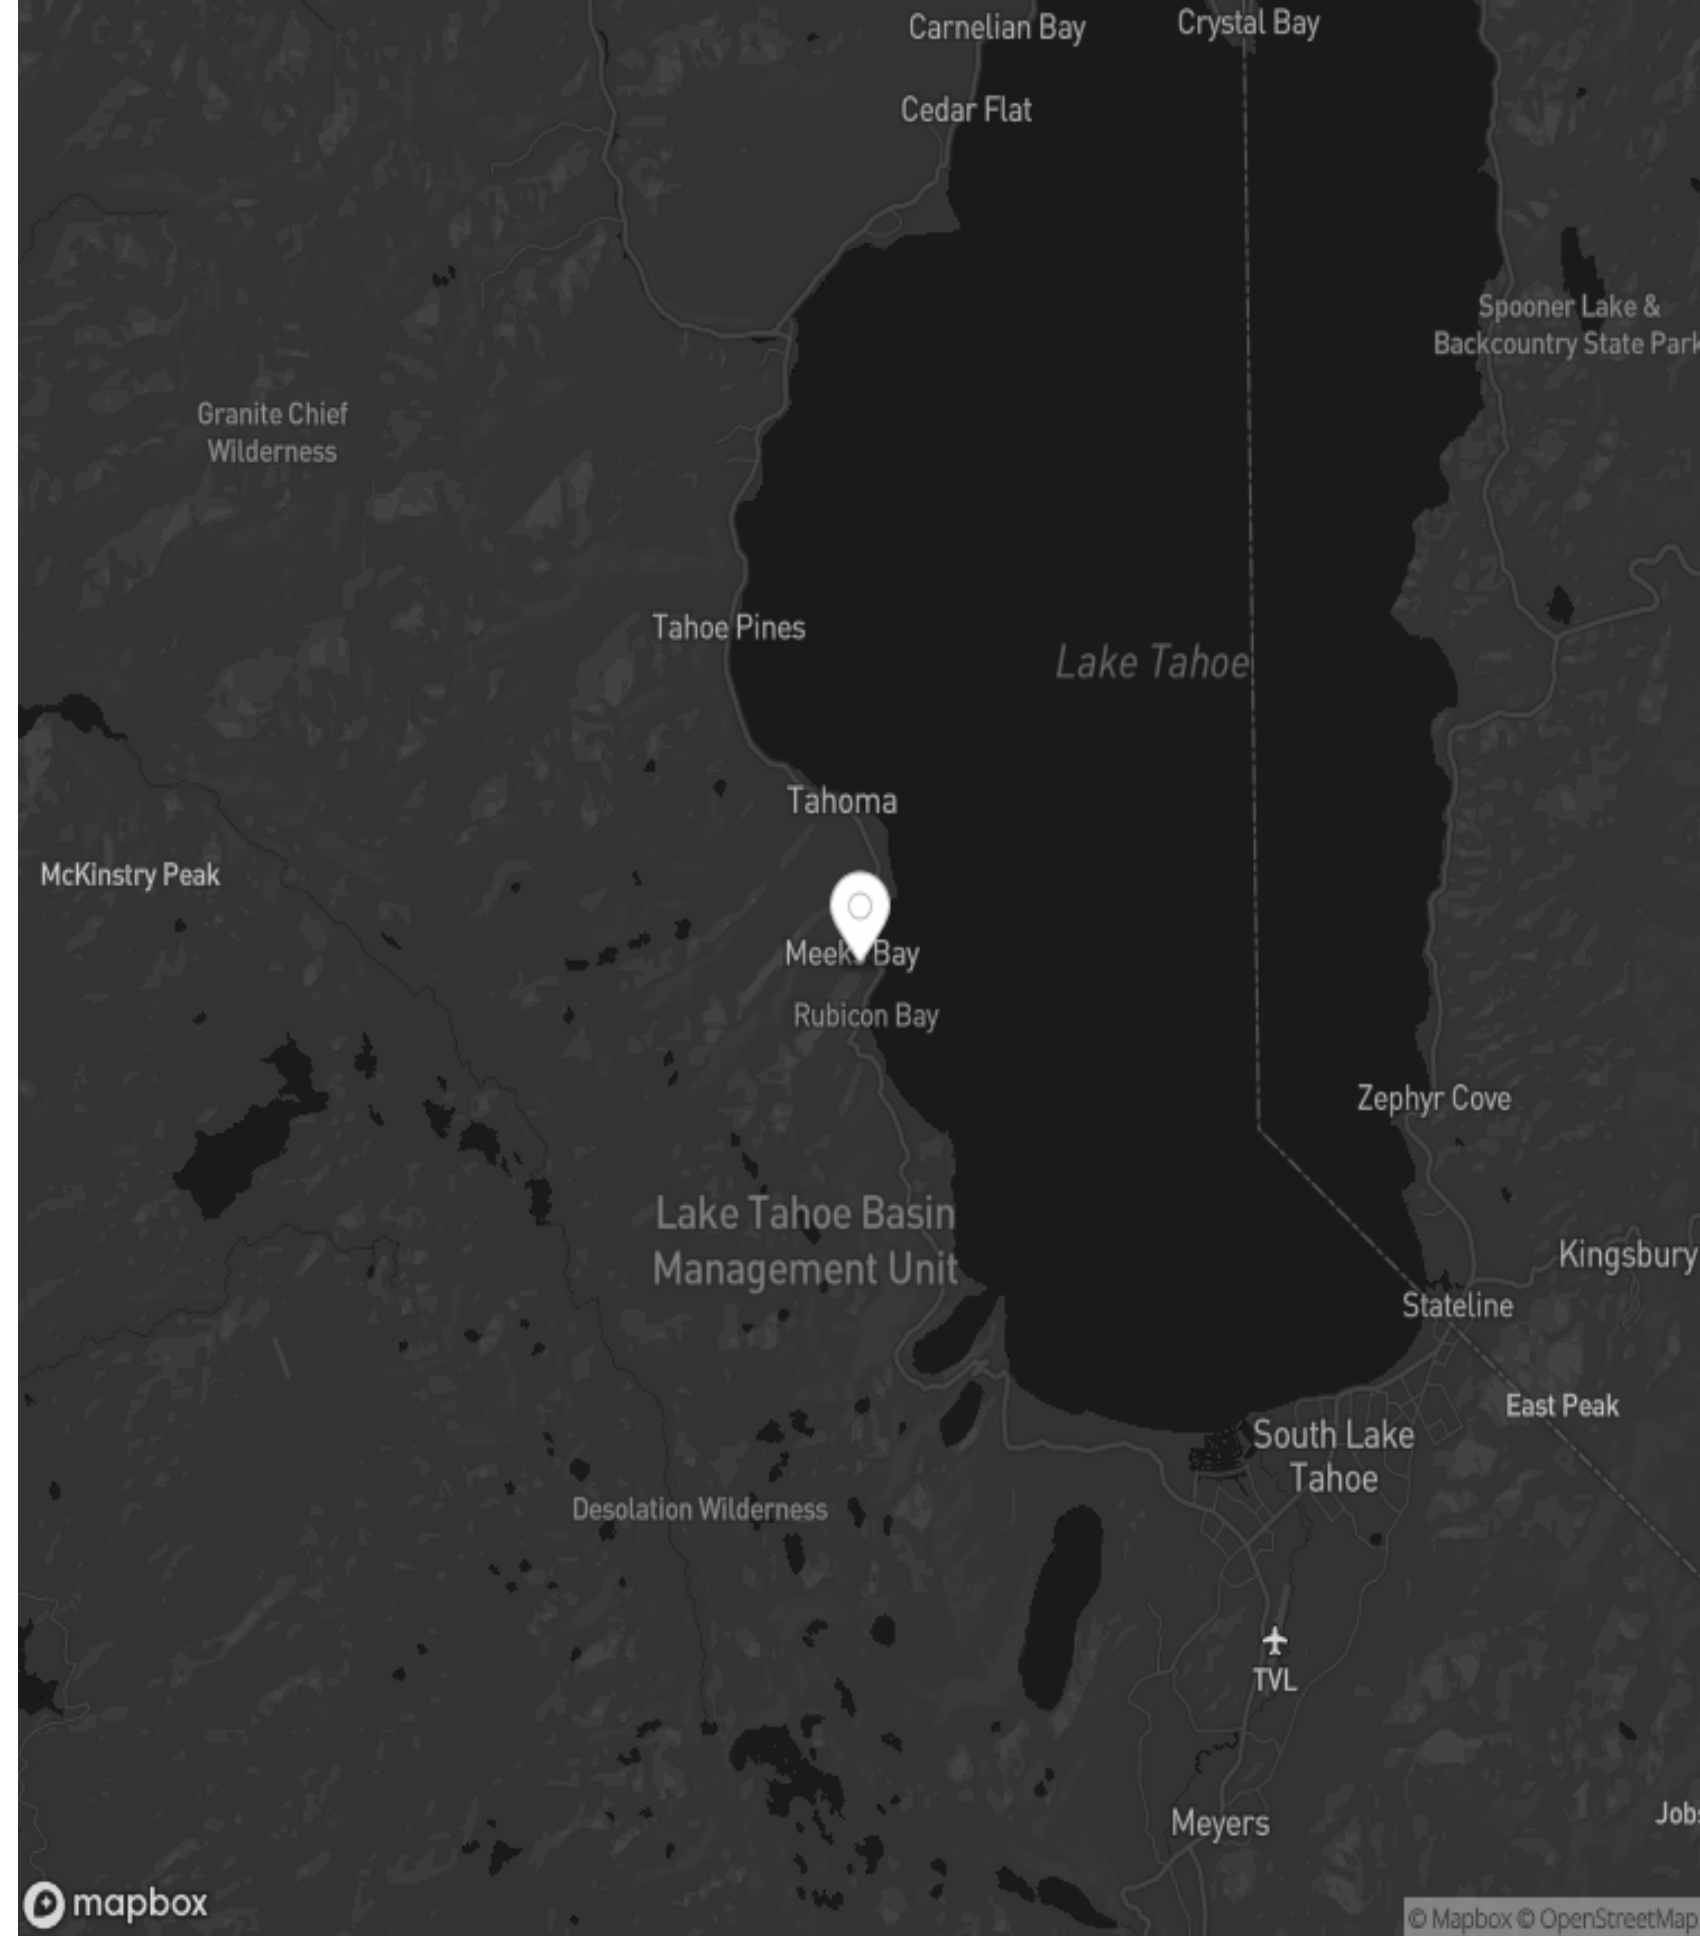 Carnelian Bay
Crystal Bay
Cedar Flat
Spooner Lake &
Backcountry State Park
Granite Chief
Wilderness
Tahoe Pines
Lake Tahoe
Tahoma
McKinstry Peak
Meeks Bay
Rubicon Bay
Zephyr Cove
Lake Tahoe Basin
Management Unit
Kingsbury
Stateline
East Peak
South Lake
Tahoe
Desolation Wilderness
TVL
Meyers
Jobs
mapbox
© Mapbox © OpenStreetMap